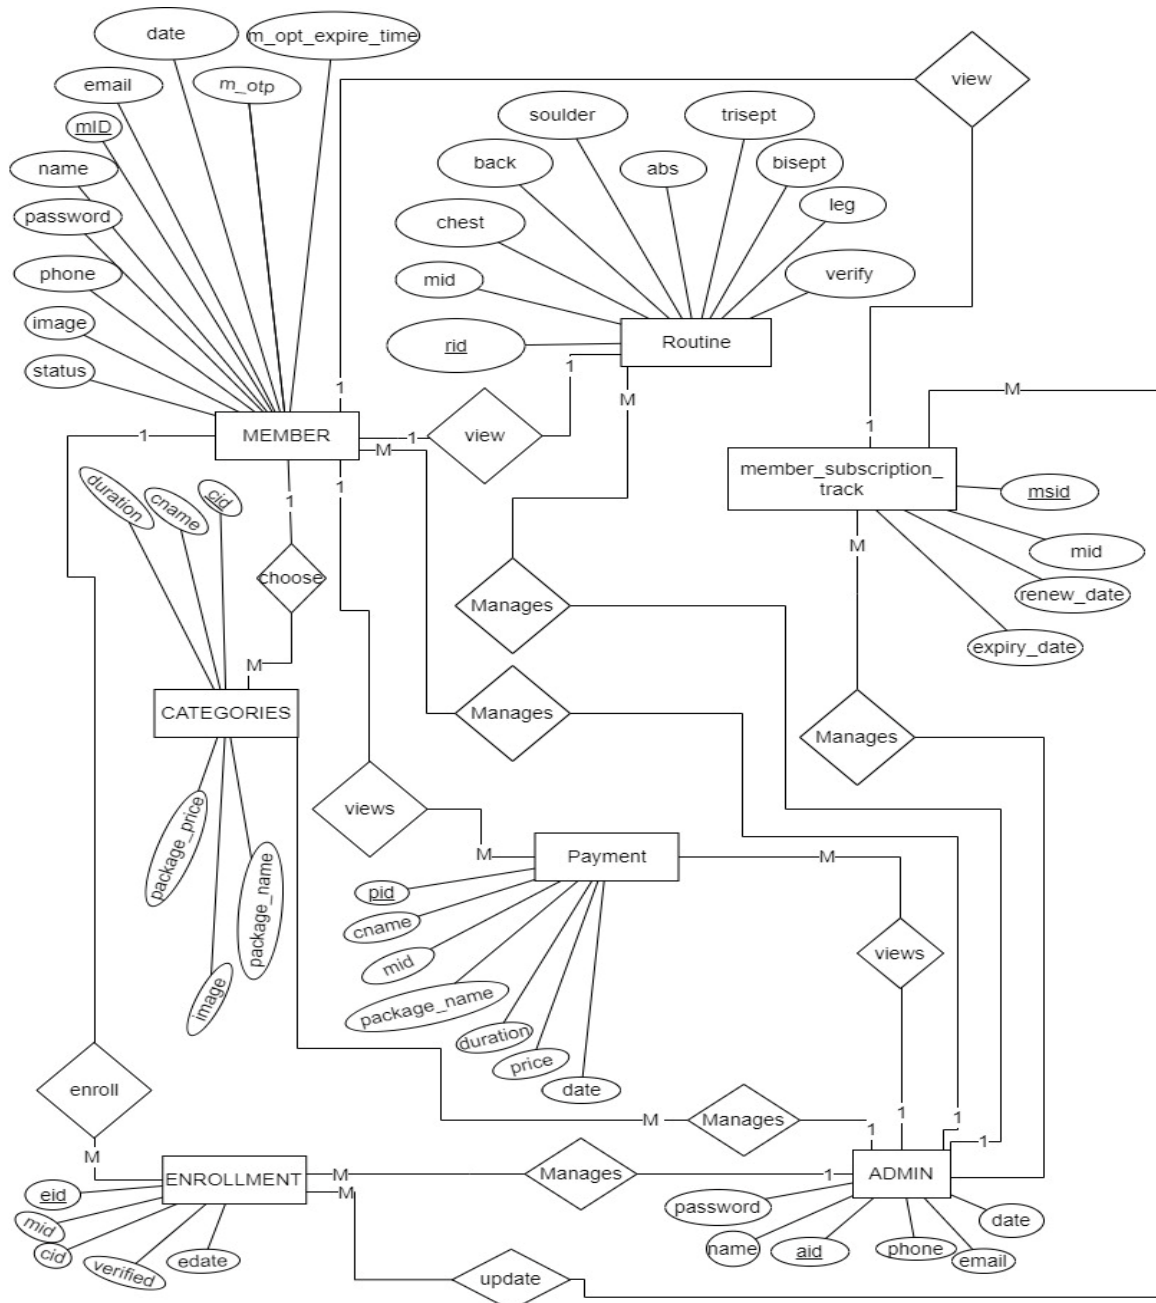 date
m_opt_expire_time
email
m_otp
view
mID
soulder
trisept
name
back
abs
bisept
password
chest
leg
phone
mid
verify
image
rid
Routine
status
1
1
M
M
MEMBER
1
view
1
1
M
member_subscription_
track
msid
duration
cname
cid
1
1
M
mid
choose
Manages
renew_date
expiry_date
M
CATEGORIES
Manages
Manages
package_price
package_name
image
views
M
Payment
M
pid
cname
mid
package_name
duration
price
date
views
enroll
M
Manages
1
1
1
1
M
ENROLLMENT
M
Manages
1
ADMIN
M
eid
mid
cid
verified
edate
password
name
aid
phone
email
date
update